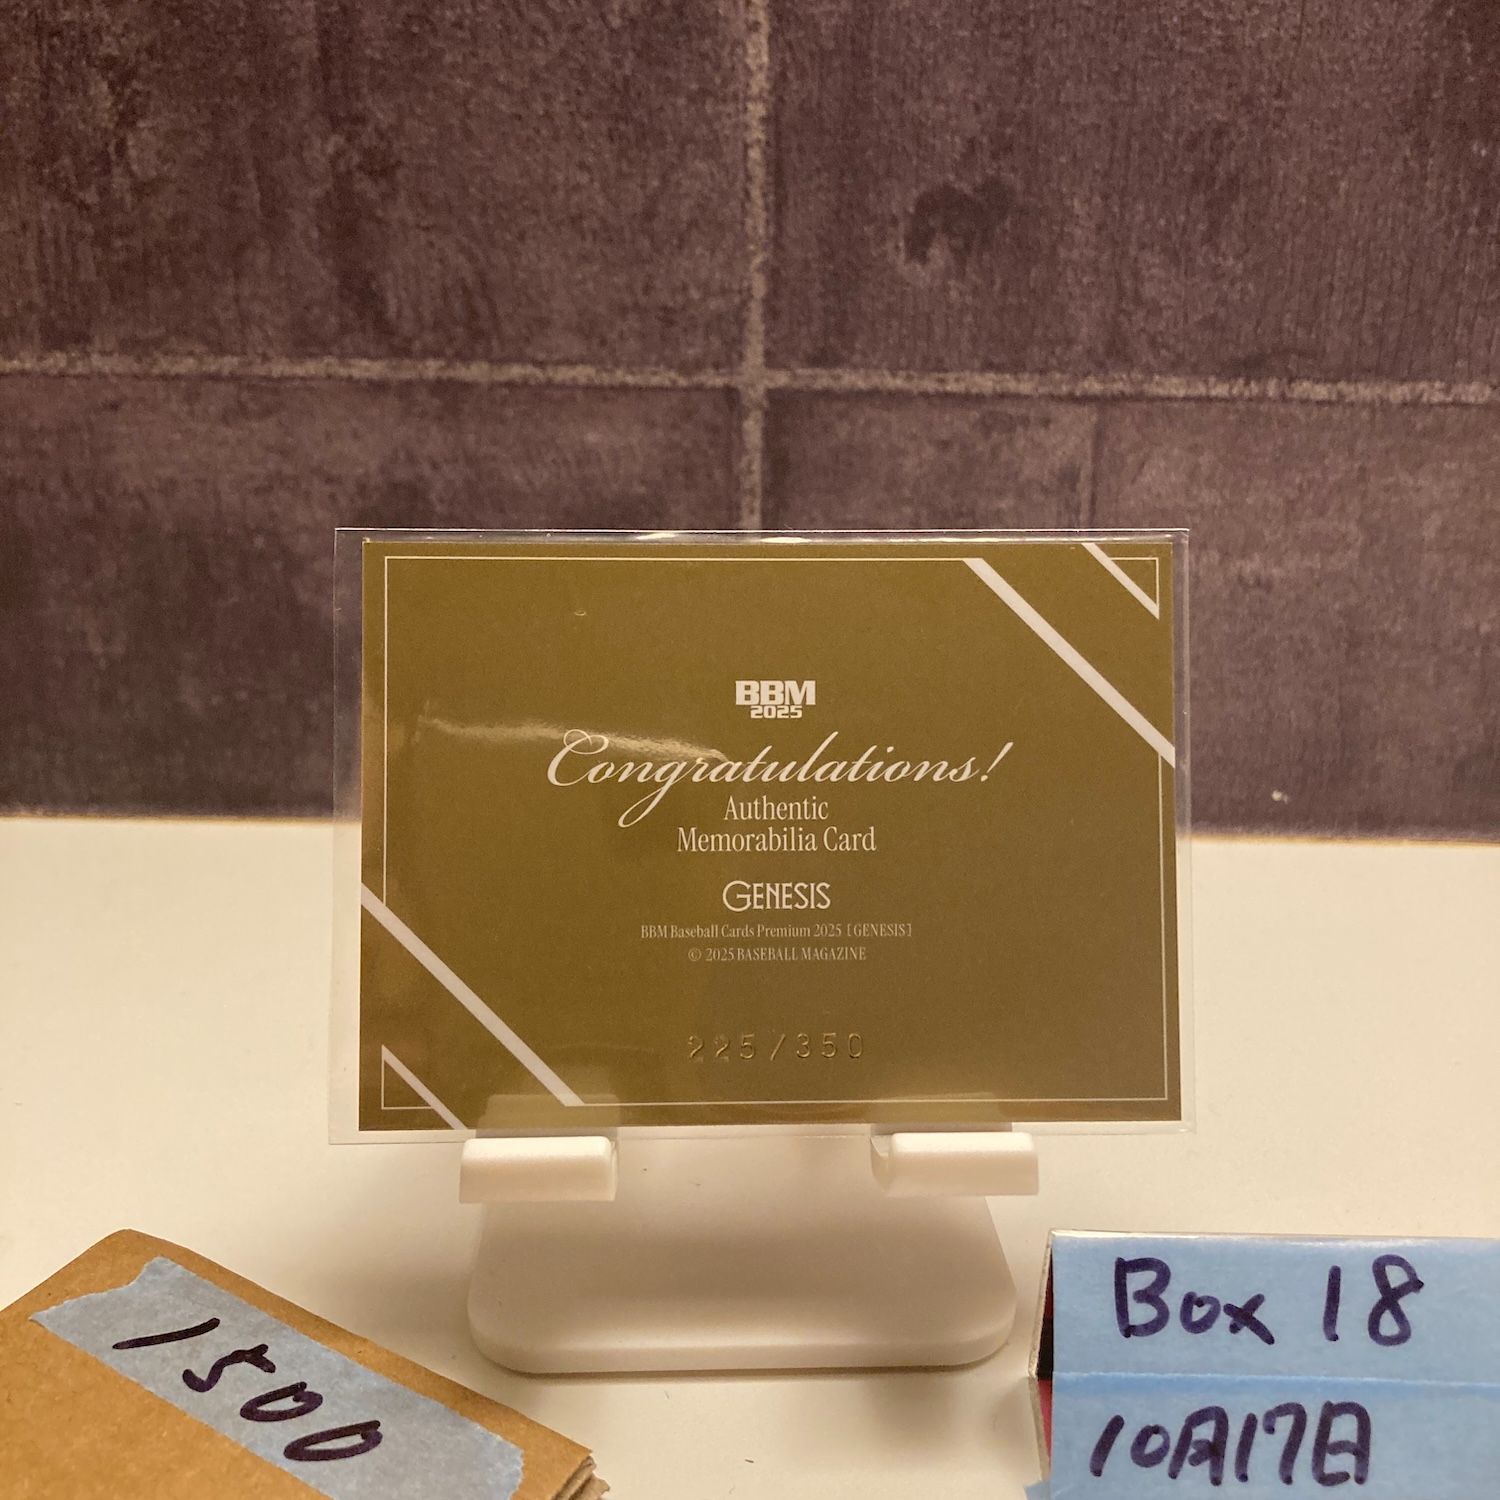 BBM
2025
Congratulations!
Authentic
Memorabilia Card
GENESIS
BBM Baseball Cards Premium 2025 [GENESIS]
© 2025 BASEBALL MAGAZINE
225/350
1500
Box 18
10月17日